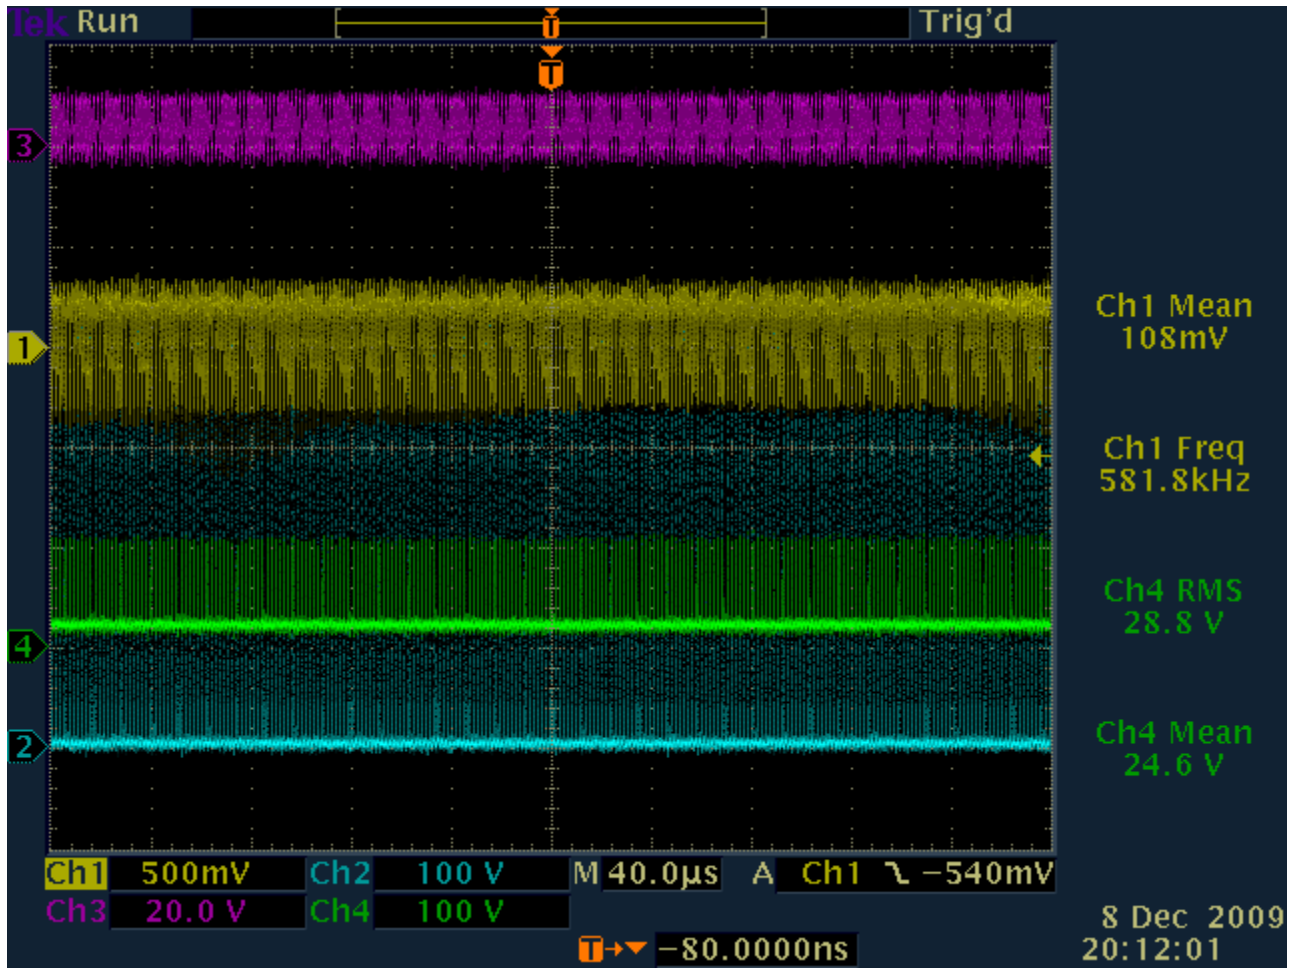 Tek Run Trig'd
T
T
3
1
4
2
Ch1 Mean
108mV
Ch1 Freq
581.8kHz
Ch4 RMS
28.8 V
Ch4 Mean
24.6 V
Ch1 500mV Ch2 100 V M 40.0µs A Ch1 −540mV
Ch3 20.0 V Ch4 100 V
T −80.0000ns
8 Dec 2009
20:12:01